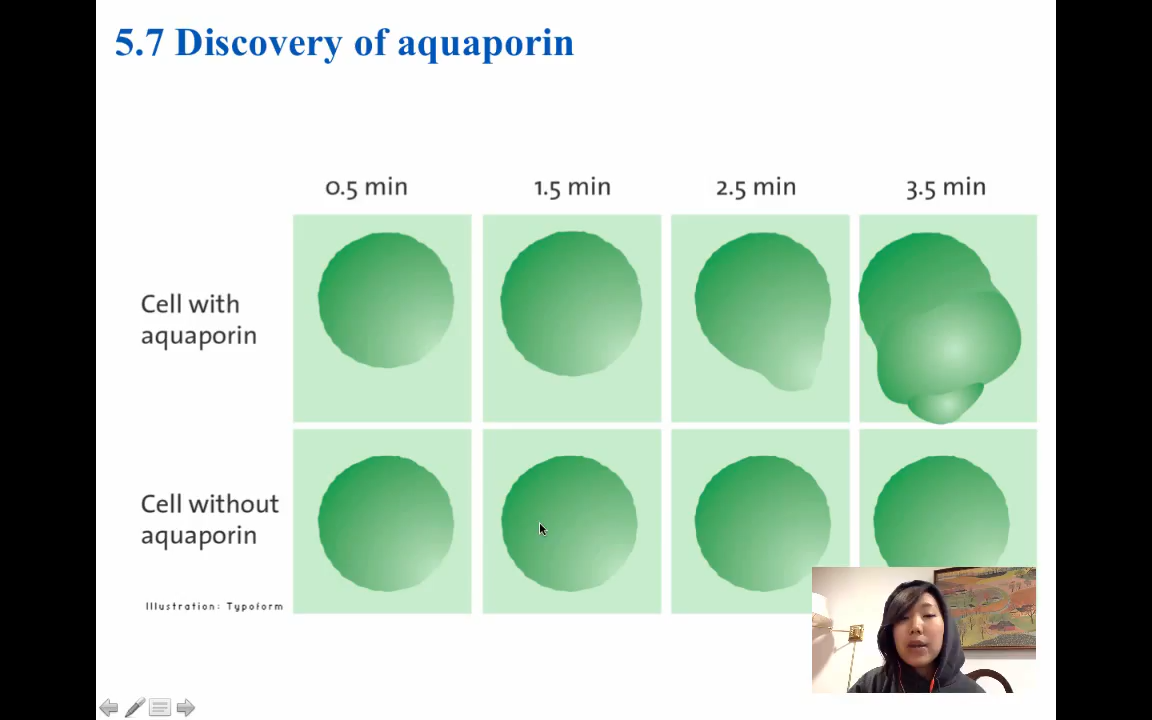 5.7 Discovery of aquaporin
0.5 min
1.5 min
2.5 min
3.5 min
Cell with
aquaporin
Cell without
aquaporin
Illustration: Typoform